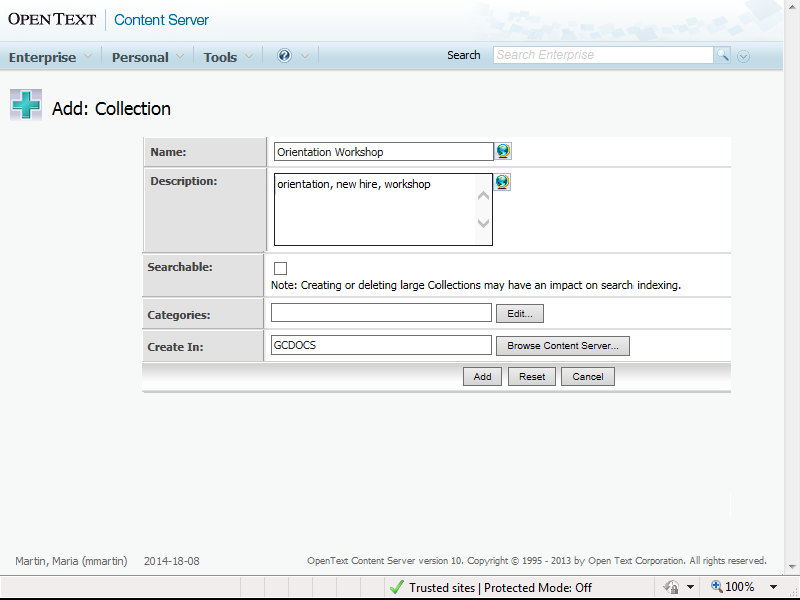 OPEN TEXT Content Server
Enterprise Personal Tools ? Search Search Enterprise
Add: Collection
Name: Orientation Workshop
Description: orientation, new hire, workshop
Searchable:
Note: Creating or deleting large Collections may have an impact on search indexing.
Categories: Edit...
Create In: GCDOCS Browse Content Server...
Add Reset Cancel
Martin, Maria (mmartin) 2014-18-08 OpenText Content Server version 10. Copyright © 1995 - 2013 by Open Text Corporation. All rights reserved.
Trusted sites | Protected Mode: Off 100%